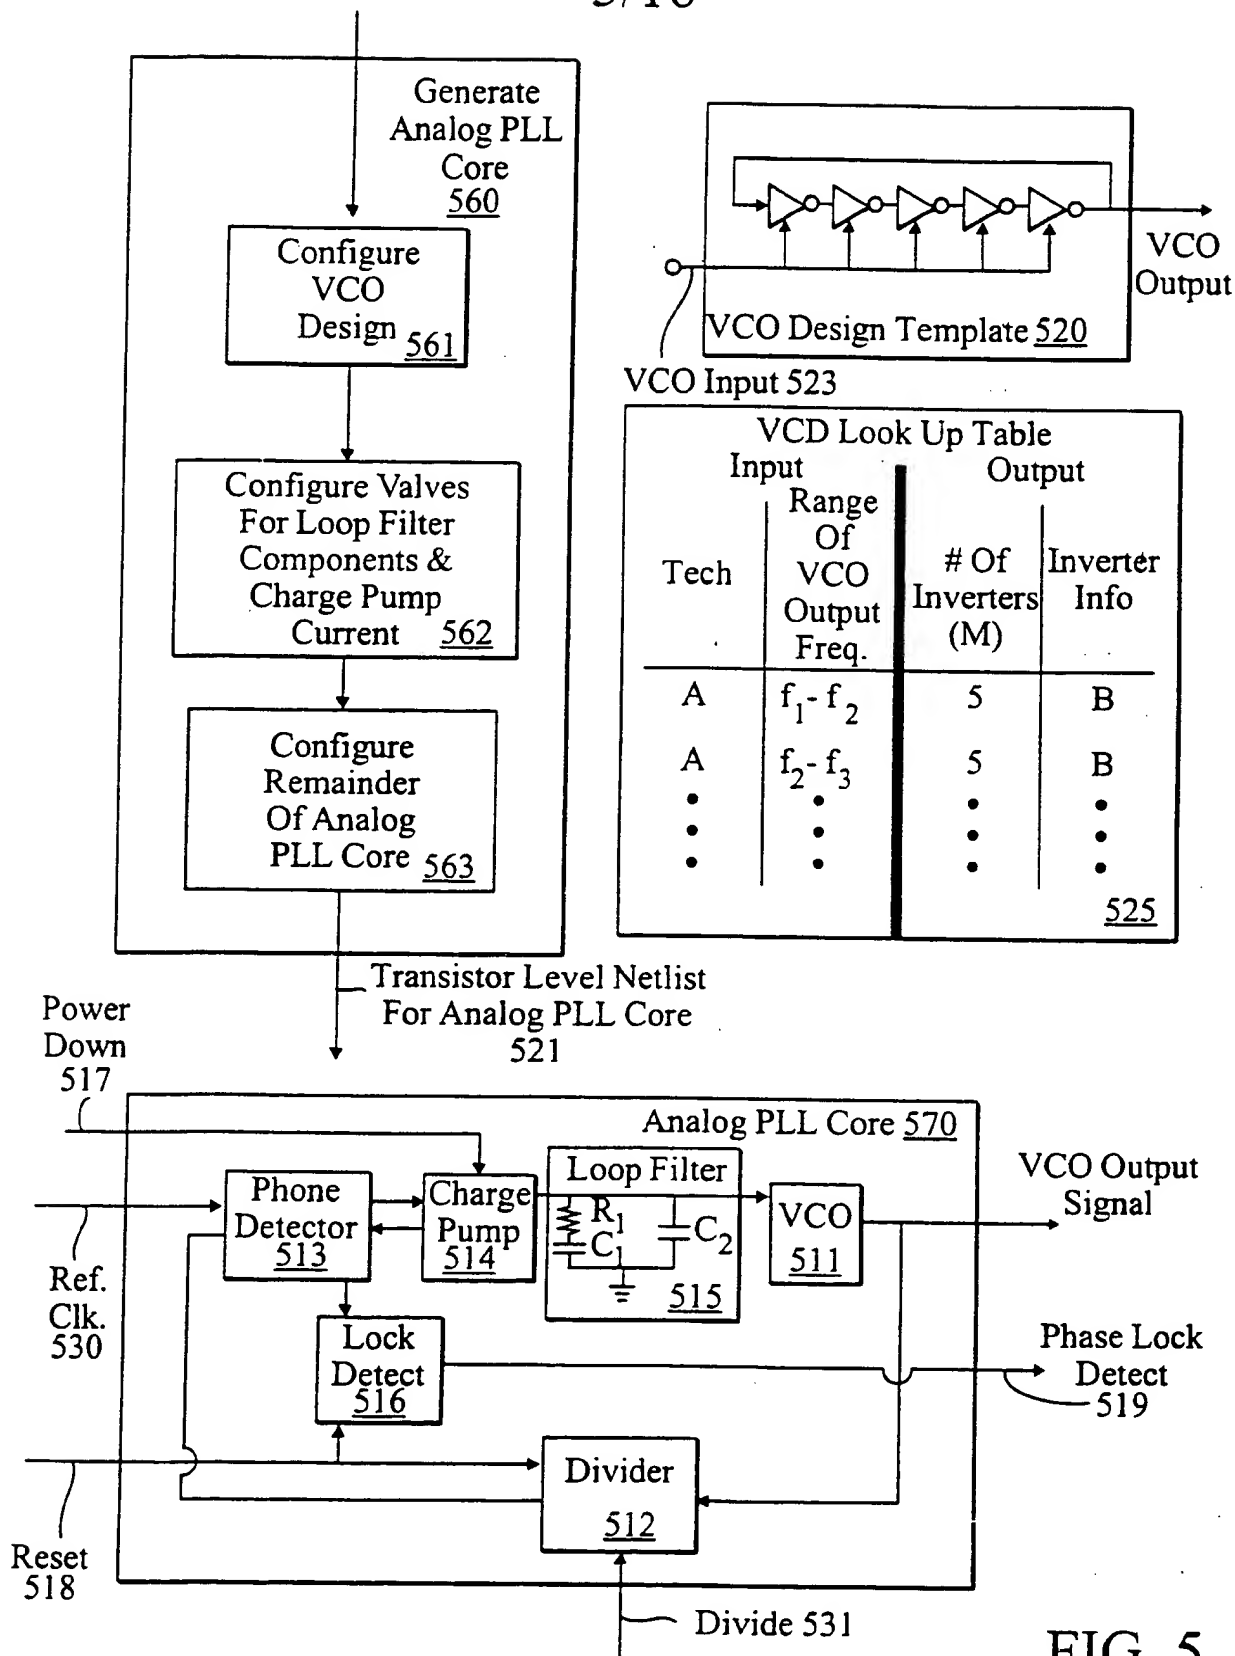 Generate
Analog PLL
Core
560
Configure
VCO
Design 561
Configure Valves
For Loop Filter
Components &
Charge Pump
Current 562
Configure
Remainder
Of Analog
PLL Core 563
Transistor Level Netlist
For Analog PLL Core
521
VCO
Output
VCO Design Template 520
VCO Input 523
VCD Look Up Table
Input Output
Tech
Range
Of
VCO
Output
Freq.
# Of
Inverters
(M)
Inverter
Info
A f1- f2 5 B
A f2- f3 5 B
525
Power
Down
517
Analog PLL Core 570
Phone
Detector
513
Charge
Pump
514
Loop Filter
R1
C1
C2
515
VCO
511
VCO Output
Signal
Ref.
Clk.
530
Lock
Detect
516
Phase Lock
Detect
519
Divider
512
Reset
518
Divide 531